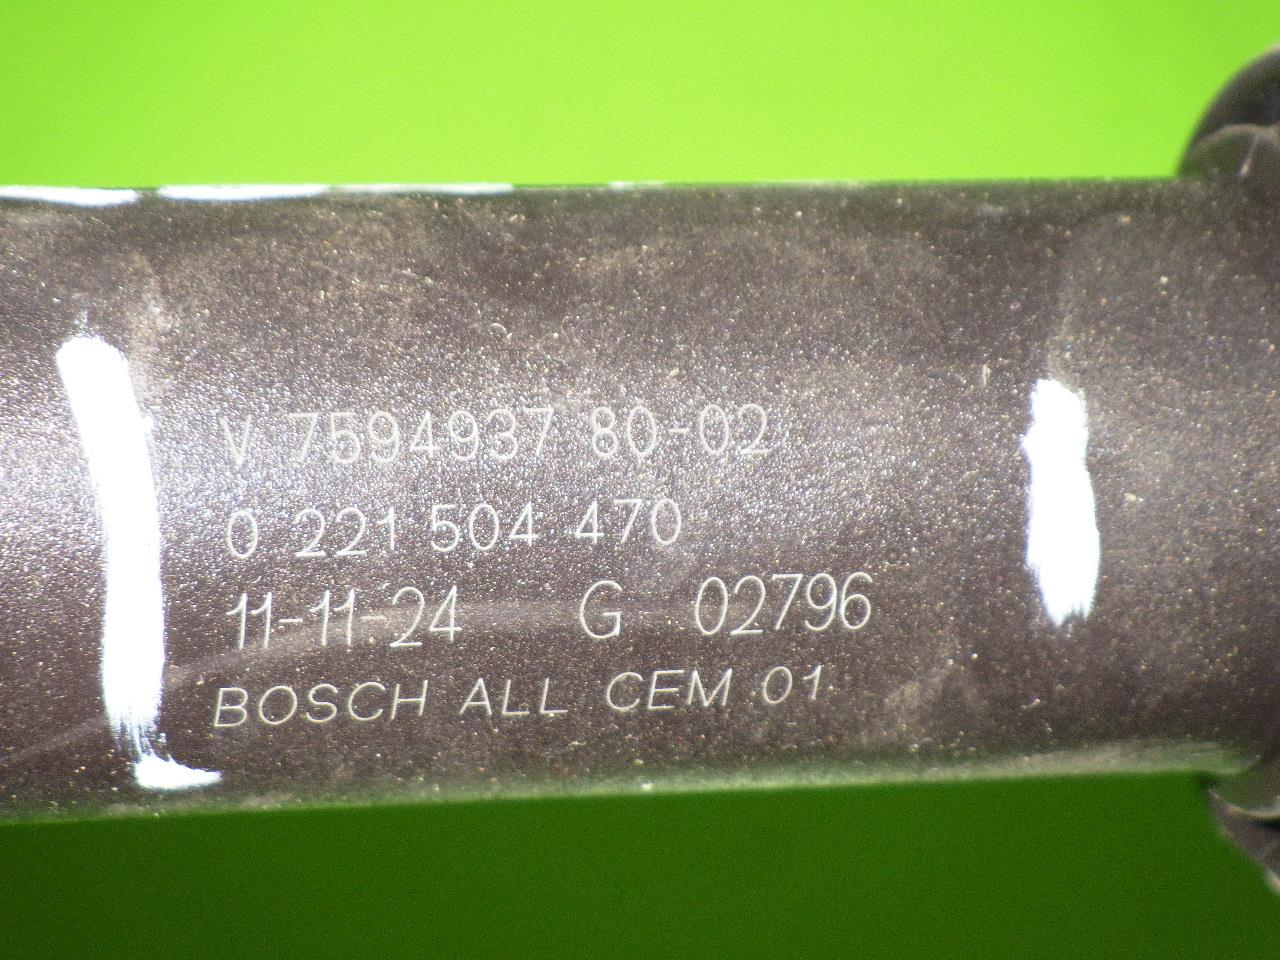 V 7594937 80-02
0 221 504 470
11-11-24 G 02796
BOSCH ALL CEM 01